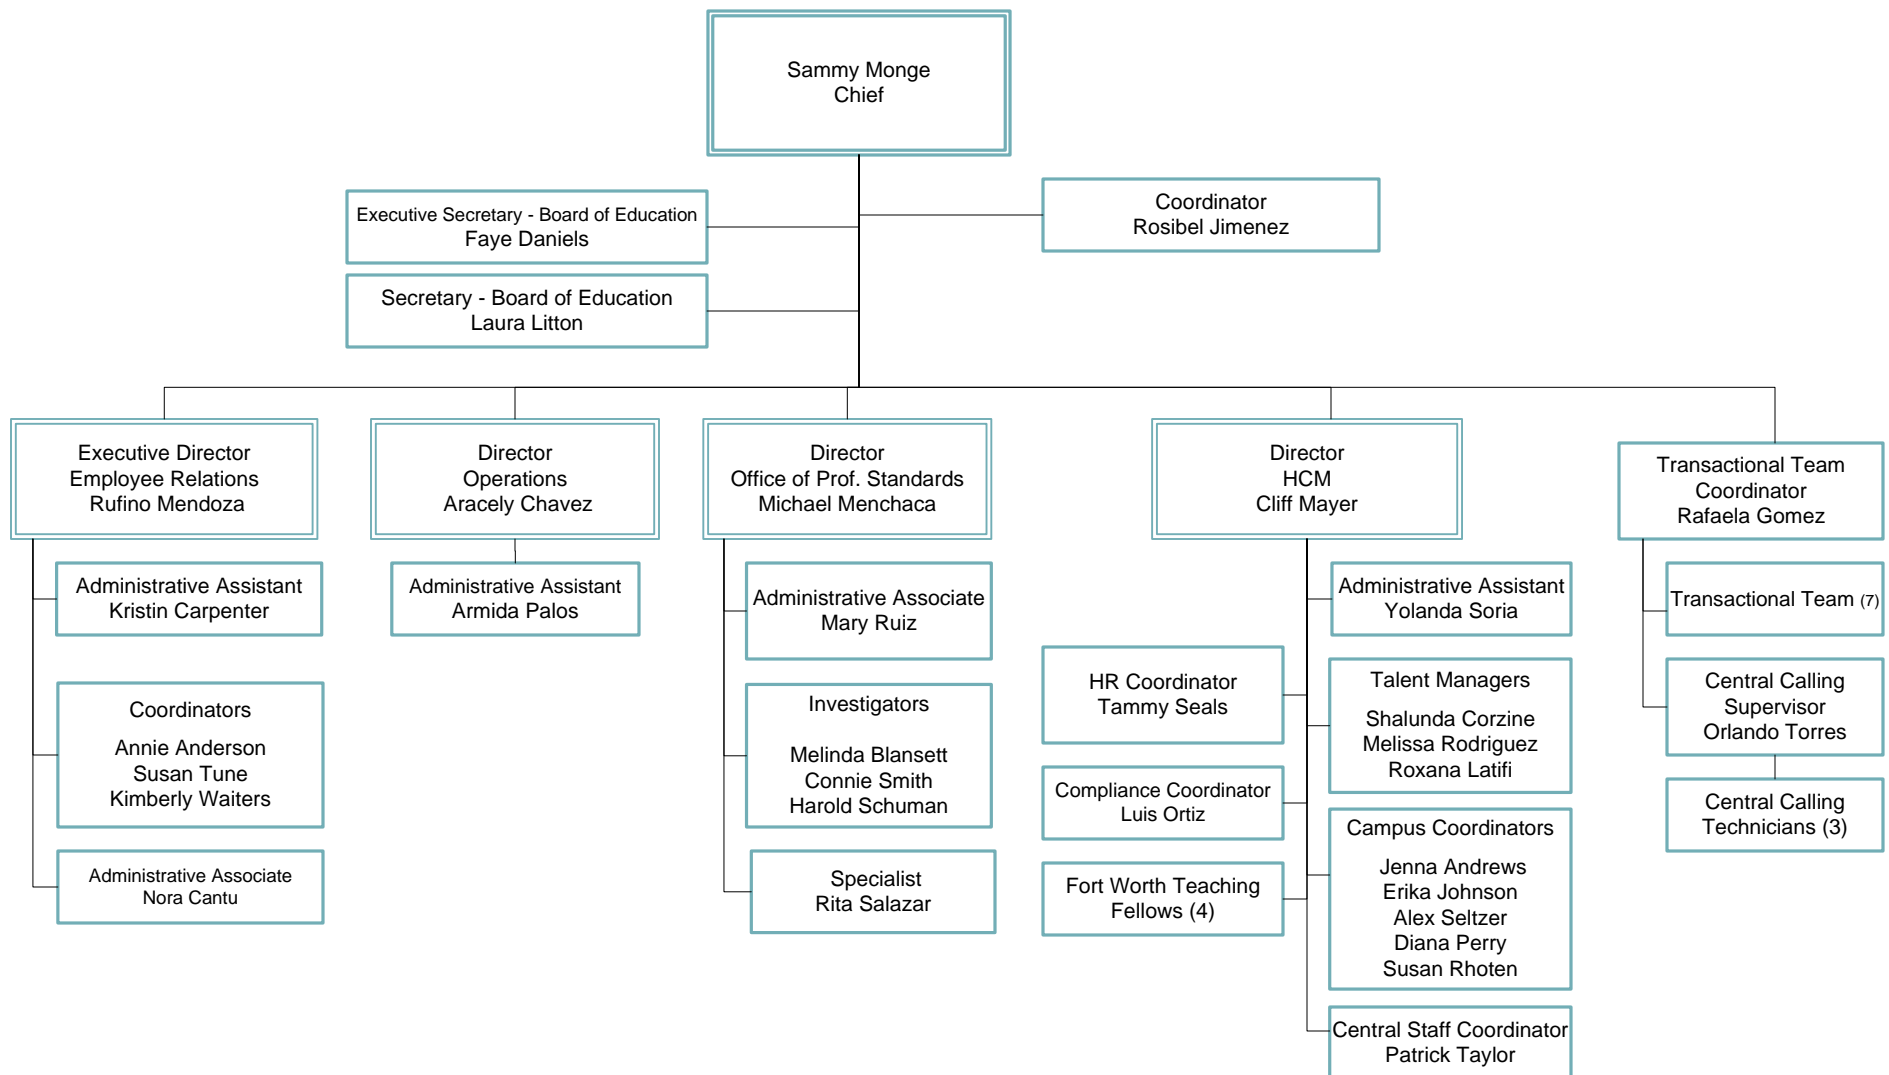 Sammy Monge
Chief
Executive Secretary - Board of Education
Faye Daniels
Coordinator
Rosibel Jimenez
Secretary - Board of Education
Laura Litton
Executive Director
Employee Relations
Rufino Mendoza
Director
Operations
Aracely Chavez
Director
Office of Prof. Standards
Michael Menchaca
Director
HCM
Cliff Mayer
Transactional Team
Coordinator
Rafaela Gomez
Administrative Assistant
Kristin Carpenter
Coordinators
Annie Anderson
Susan Tune
Kimberly Waiters
Administrative Associate
Nora Cantu
Administrative Assistant
Armida Palos
Administrative Associate
Mary Ruiz
Investigators
Melinda Blansett
Connie Smith
Harold Schuman
Specialist
Rita Salazar
HR Coordinator
Tammy Seals
Compliance Coordinator
Luis Ortiz
Fort Worth Teaching
Fellows (4)
Administrative Assistant
Yolanda Soria
Talent Managers
Shalunda Corzine
Melissa Rodriguez
Roxana Latifi
Campus Coordinators
Jenna Andrews
Erika Johnson
Alex Seltzer
Diana Perry
Susan Rhoten
Central Staff Coordinator
Patrick Taylor
Transactional Team (7)
Central Calling
Supervisor
Orlando Torres
Central Calling
Technicians (3)